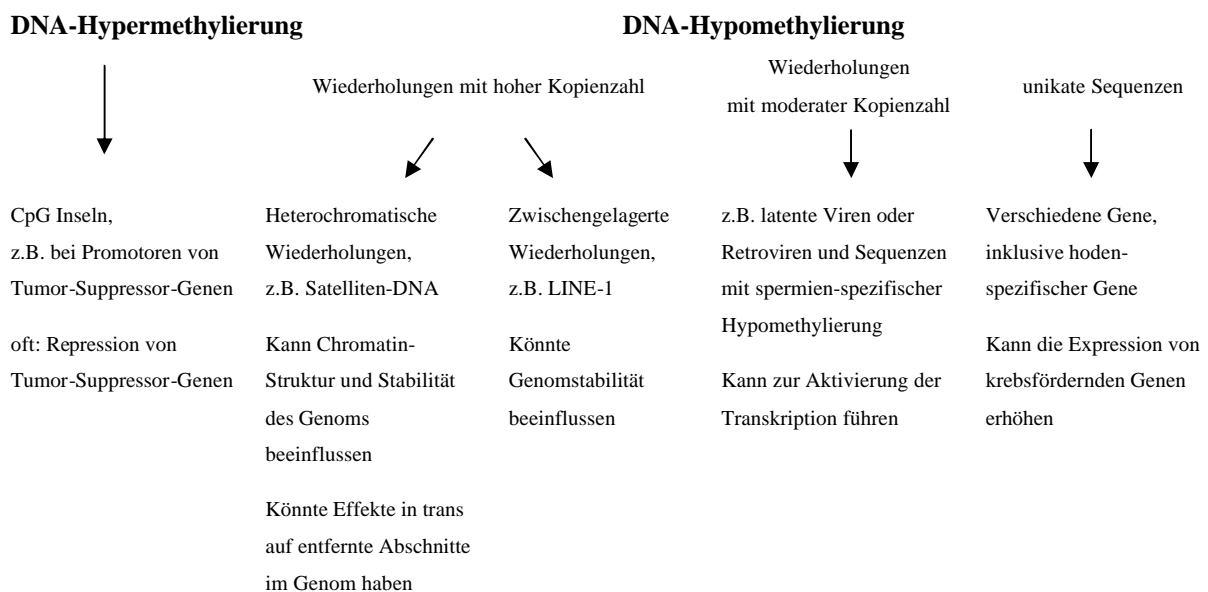 DNA-Hypermethylierung
DNA-Hypomethylierung
Wiederholungen mit hoher Kopienzahl
Wiederholungen
mit moderater Kopienzahl
unikate Sequenzen
CpG Inseln,
z.B. bei Promotoren von
Tumor-Suppressor-Genen
oft: Repression von
Tumor-Suppressor-Genen
Heterochromatische
Wiederholungen,
z.B. Satelliten-DNA
Kann Chromatin-
Struktur und Stabilität
des Genoms
beeinflussen
Könnte Effekte in trans
auf entfernte Abschnitte
im Genom haben
Zwischengelagerte
Wiederholungen,
z.B. LINE-1
Könnte
Genomstabilität
beeinflussen
z.B. latente Viren oder
Retroviren und Sequenzen
mit spermien-spezifischer
Hypomethylierung
Kann zur Aktivierung der
Transkription führen
Verschiedene Gene,
inklusive hoden-
spezifischer Gene
Kann die Expression von
krebsfördernden Genen
erhöhen